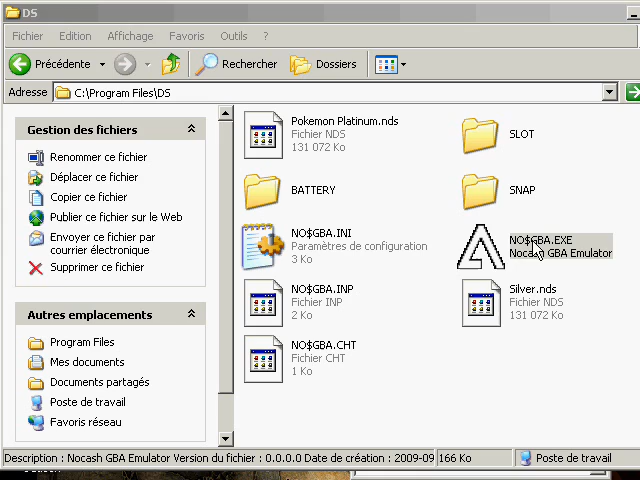 DS
Fichier Edition Affichage Favoris Outils ?
Précédente Rechercher Dossiers
Adresse C:\Program Files\DS
Gestion des fichiers
Renommer ce fichier
Déplacer ce fichier
Copier ce fichier
Publier ce fichier sur le Web
Envoyer ce fichier par
courrier électronique
Supprimer ce fichier
Autres emplacements
Program Files
Mes documents
Documents partagés
Poste de travail
Favoris réseau
Pokemon Platinum.nds
Fichier NDS
131 072 Ko
SLOT
BATTERY
SNAP
NO$GBA.INI
Paramètres de configuration
3 Ko
NO$GBA.EXE
Nocash GBA Emulator
NO$GBA.INP
Fichier INP
2 Ko
Silver.nds
Fichier NDS
131 072 Ko
NO$GBA.CHT
Fichier CHT
1 Ko
Description : Nocash GBA Emulator Version du fichier : 0.0.0.0 Date de création : 2009-09 166 Ko Poste de travail